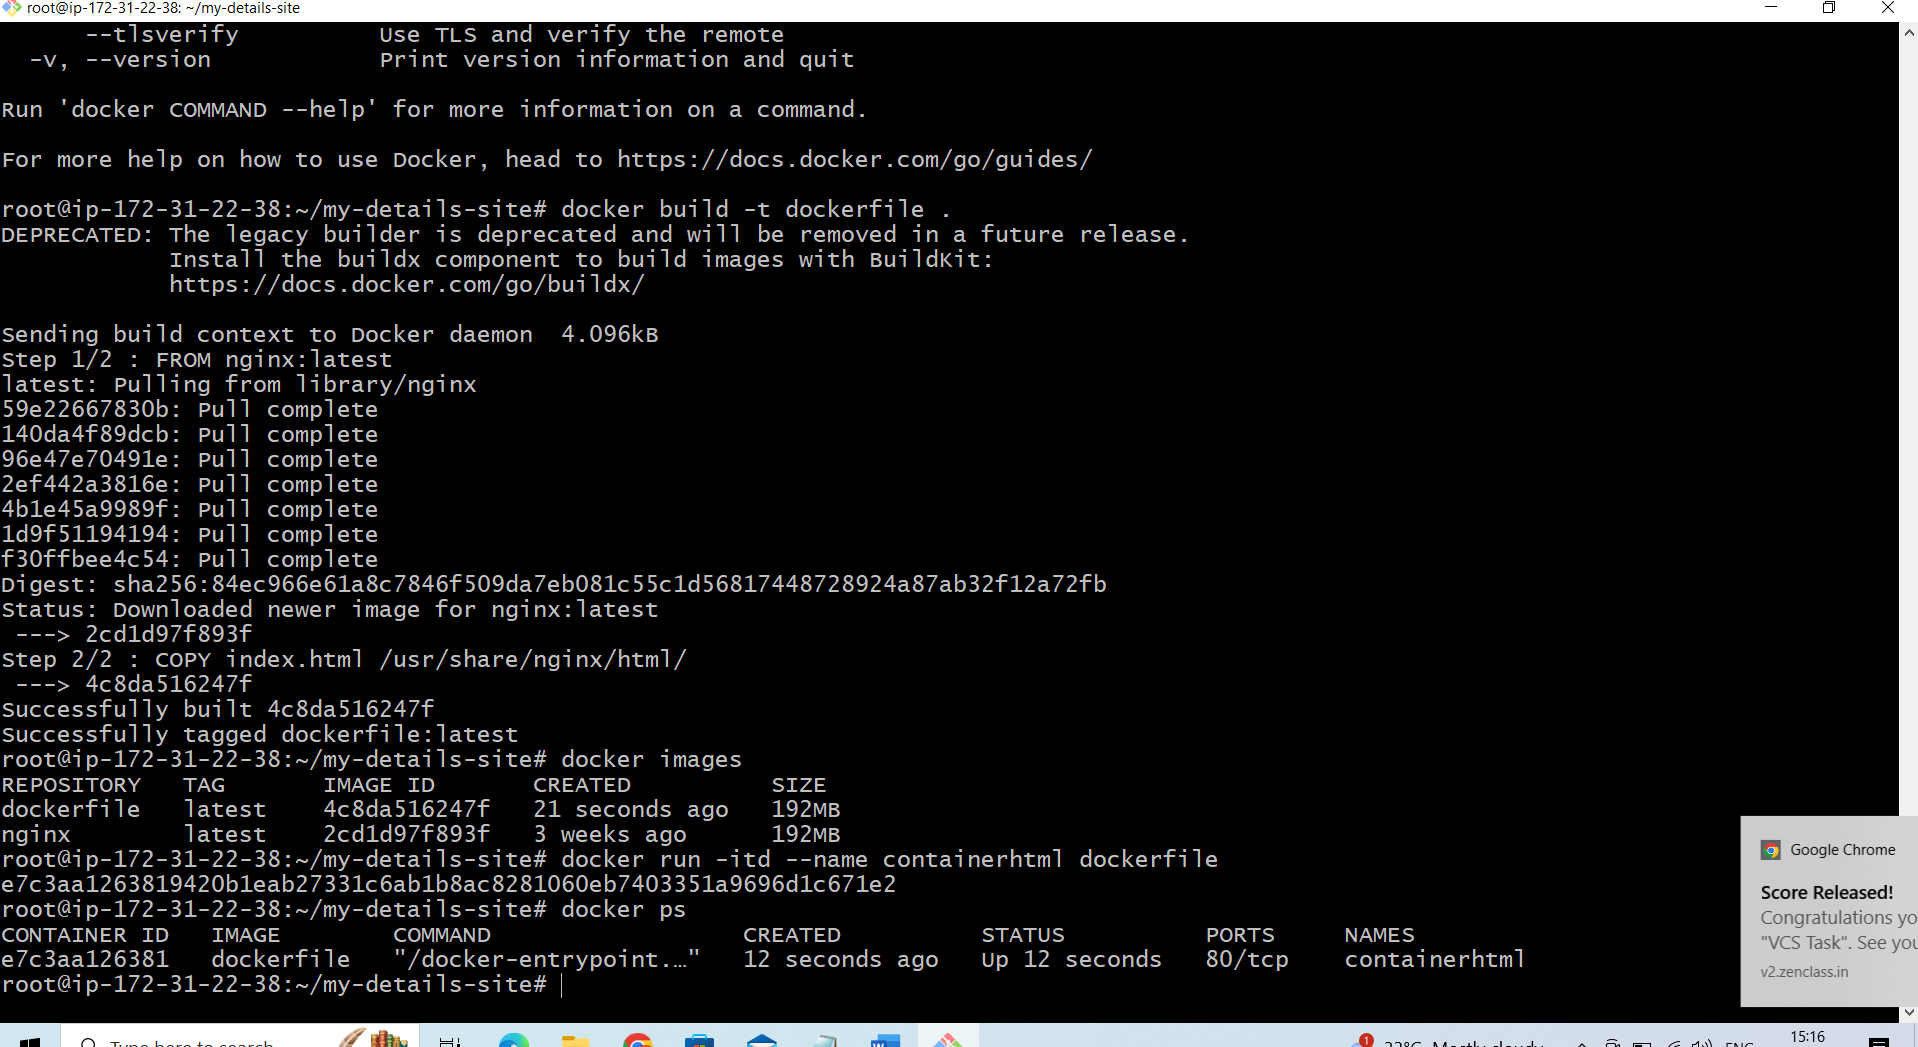 root@ip-172-31-22-38: ~/my-details-site
--tlsverify Use TLS and verify the remote
-v, --version Print version information and quit
Run 'docker COMMAND --help' for more information on a command.
For more help on how to use Docker, head to https://docs.docker.com/go/guides/
root@ip-172-31-22-38:~/my-details-site# docker build -t dockerfile .
DEPRECATED: The legacy builder is deprecated and will be removed in a future release.
Install the buildx component to build images with BuildKit:
https://docs.docker.com/go/buildx/
Sending build context to Docker daemon 4.096kB
Step 1/2 : FROM nginx:latest
latest: Pulling from library/nginx
59e22667830b: Pull complete
140da4f89dcb: Pull complete
96e47e70491e: Pull complete
2ef442a3816e: Pull complete
4b1e45a9989f: Pull complete
1d9f51194194: Pull complete
f30ffbee4c54: Pull complete
Digest: sha256:84ec966e61a8c7846f509da7eb081c55c1d56817448728924a87ab32f12a72fb
Status: Downloaded newer image for nginx:latest
---> 2cd1d97f893f
Step 2/2 : COPY index.html /usr/share/nginx/html/
---> 4c8da516247f
Successfully built 4c8da516247f
Successfully tagged dockerfile:latest
root@ip-172-31-22-38:~/my-details-site# docker images
REPOSITORY TAG IMAGE ID CREATED SIZE
dockerfile latest 4c8da516247f 21 seconds ago 192MB
nginx latest 2cd1d97f893f 3 weeks ago 192MB
root@ip-172-31-22-38:~/my-details-site# docker run -itd --name containerhtml dockerfile
e7c3aa1263819420b1eab27331c6ab1b8ac8281060eb7403351a9696d1c671e2
root@ip-172-31-22-38:~/my-details-site# docker ps
CONTAINER ID IMAGE COMMAND CREATED STATUS PORTS NAMES
e7c3aa126381 dockerfile "/docker-entrypoint.…" 12 seconds ago Up 12 seconds 80/tcp containerhtml
root@ip-172-31-22-38:~/my-details-site#
Google Chrome
Score Released!
Congratulations yo
"VCS Task". See you
v2.zenclass.in
Type here to search
1
Mostly cloudy
ENG
15:16